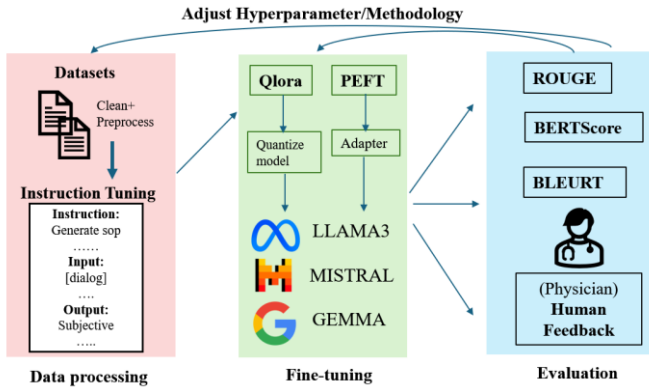 Adjust Hyperparameter/Methodology
Datasets
Clean+
Preprocess
Instruction Tuning
Instruction:
Generate sop
……
Input:
[dialog]
….
Output:
Subjective
…..
Data processing
Qlora
PEFT
Quantize
model
Adapter
LLAMA3
MISTRAL
GEMMA
Fine-tuning
ROUGE
BERTScore
BLEURT
(Physician)
Human
Feedback
Evaluation